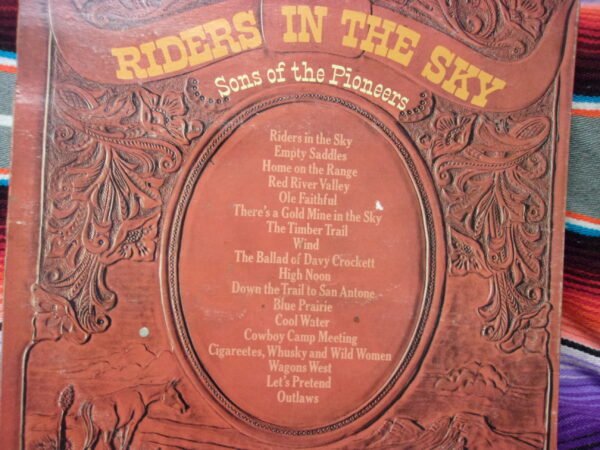 RIDERS IN THE SKY
Sons of the Pioneers
Riders in the Sky
Empty Saddles
Home on the Range
Red River Valley
Ole Faithful
There's a Gold Mine in the Sky
The Timber Trail
Wind
The Ballad of Davy Crockett
High Noon
Down the Trail to San Antone
Blue Prairie
Cool Water
Cowboy Camp Meeting
Cigareetes, Whusky and Wild Women
Wagons West
Let's Pretend
Outlaws